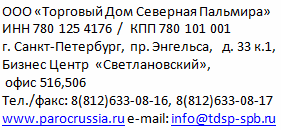 ООО «Торговый Дом Северная Пальмира»
ИНН 780 125 4176 / КПП 780 101 001
г. Санкт-Петербург, пр. Энгельса, д. 33 к.1,
Бизнес Центр «Светлановский»,
офис 516,506
Тел./факс: 8(812)633-08-16, 8(812)633-08-17
www.parocrussia.ru e-mail: info@tdsp-spb.ru